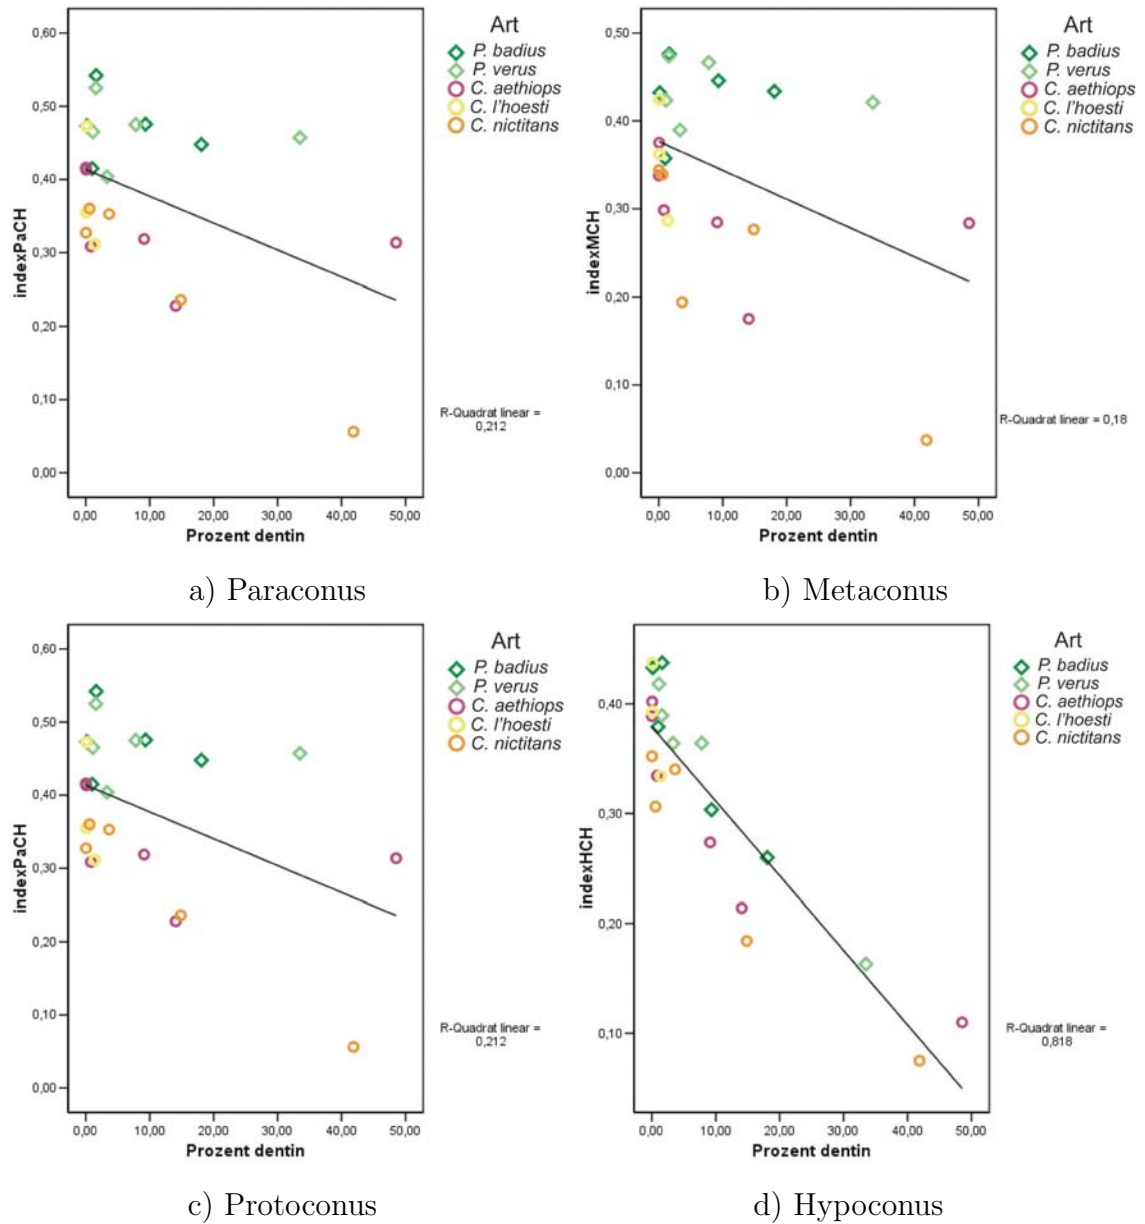 Art
P. badius
P. verus
C. aethiops
C. l'hoesti
C. nictitans
0,60
0,50
0,40
0,30
0,20
0,10
0,00
indexPaCH
0,00 10,00 20,00 30,00 40,00 50,00
Prozent dentin
R-Quadrat linear =
0,212
a) Paraconus
Art
P. badius
P. verus
C. aethiops
C. l'hoesti
C. nictitans
0,50
0,40
0,30
0,20
0,10
0,00
indexMCH
0,00 10,00 20,00 30,00 40,00 50,00
Prozent dentin
R-Quadrat linear = 0,18
b) Metaconus
Art
P. badius
P. verus
C. aethiops
C. l'hoesti
C. nictitans
0,60
0,50
0,40
0,30
0,20
0,10
0,00
indexPaCH
0,00 10,00 20,00 30,00 40,00 50,00
Prozent dentin
R-Quadrat linear =
0,212
c) Protoconus
Art
P. badius
P. verus
C. aethiops
C. l'hoesti
C. nictitans
0,40
0,30
0,20
0,10
indexHCH
0,00 10,00 20,00 30,00 40,00 50,00
Prozent dentin
R-Quadrat linear =
0,818
d) Hypoconus